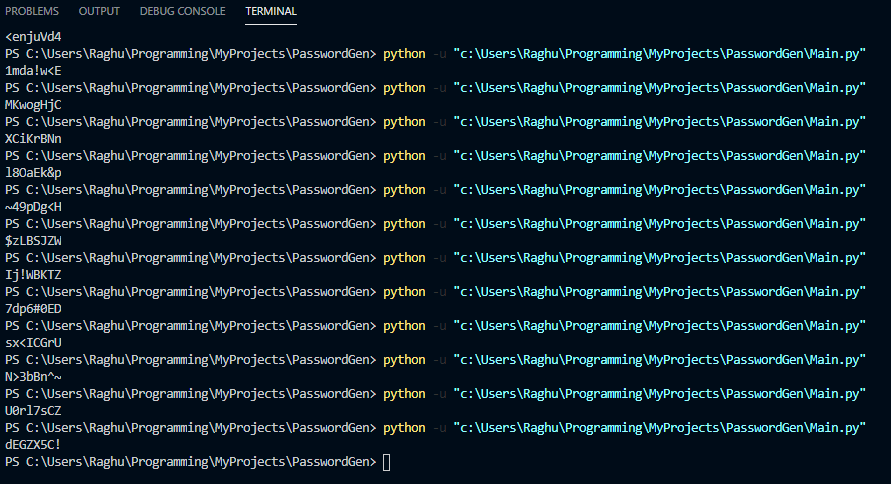 PROBLEMS OUTPUT DEBUG CONSOLE TERMINAL
<enjuVd4
PS C:\Users\Raghu\Programming\MyProjects\PasswordGen> python -u "c:\Users\Raghu\Programming\MyProjects\PasswordGen\Main.py"
1mda!w<E
PS C:\Users\Raghu\Programming\MyProjects\PasswordGen> python -u "c:\Users\Raghu\Programming\MyProjects\PasswordGen\Main.py"
MKwogHjC
PS C:\Users\Raghu\Programming\MyProjects\PasswordGen> python -u "c:\Users\Raghu\Programming\MyProjects\PasswordGen\Main.py"
XCiKrBNn
PS C:\Users\Raghu\Programming\MyProjects\PasswordGen> python -u "c:\Users\Raghu\Programming\MyProjects\PasswordGen\Main.py"
l8OaEk&p
PS C:\Users\Raghu\Programming\MyProjects\PasswordGen> python -u "c:\Users\Raghu\Programming\MyProjects\PasswordGen\Main.py"
~49pDg<H
PS C:\Users\Raghu\Programming\MyProjects\PasswordGen> python -u "c:\Users\Raghu\Programming\MyProjects\PasswordGen\Main.py"
$zLBSJZW
PS C:\Users\Raghu\Programming\MyProjects\PasswordGen> python -u "c:\Users\Raghu\Programming\MyProjects\PasswordGen\Main.py"
Ij!WBKTZ
PS C:\Users\Raghu\Programming\MyProjects\PasswordGen> python -u "c:\Users\Raghu\Programming\MyProjects\PasswordGen\Main.py"
7dp6#0ED
PS C:\Users\Raghu\Programming\MyProjects\PasswordGen> python -u "c:\Users\Raghu\Programming\MyProjects\PasswordGen\Main.py"
sx<ICGrU
PS C:\Users\Raghu\Programming\MyProjects\PasswordGen> python -u "c:\Users\Raghu\Programming\MyProjects\PasswordGen\Main.py"
N>3bBn^~
PS C:\Users\Raghu\Programming\MyProjects\PasswordGen> python -u "c:\Users\Raghu\Programming\MyProjects\PasswordGen\Main.py"
U0rl7sCZ
PS C:\Users\Raghu\Programming\MyProjects\PasswordGen> python -u "c:\Users\Raghu\Programming\MyProjects\PasswordGen\Main.py"
dEGZX5C!
PS C:\Users\Raghu\Programming\MyProjects\PasswordGen>